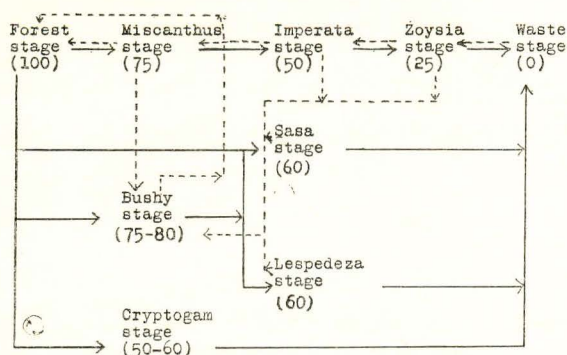 Forest Miscanthus Imperata Zoysia Waste
stage stage stage stage stage
(100) (75) (50) (25) (0)
Sasa
stage
(60)
Bushy
stage
(75-80)
Lespedeza
stage
(60)
Cryptogam
stage
(50-60)